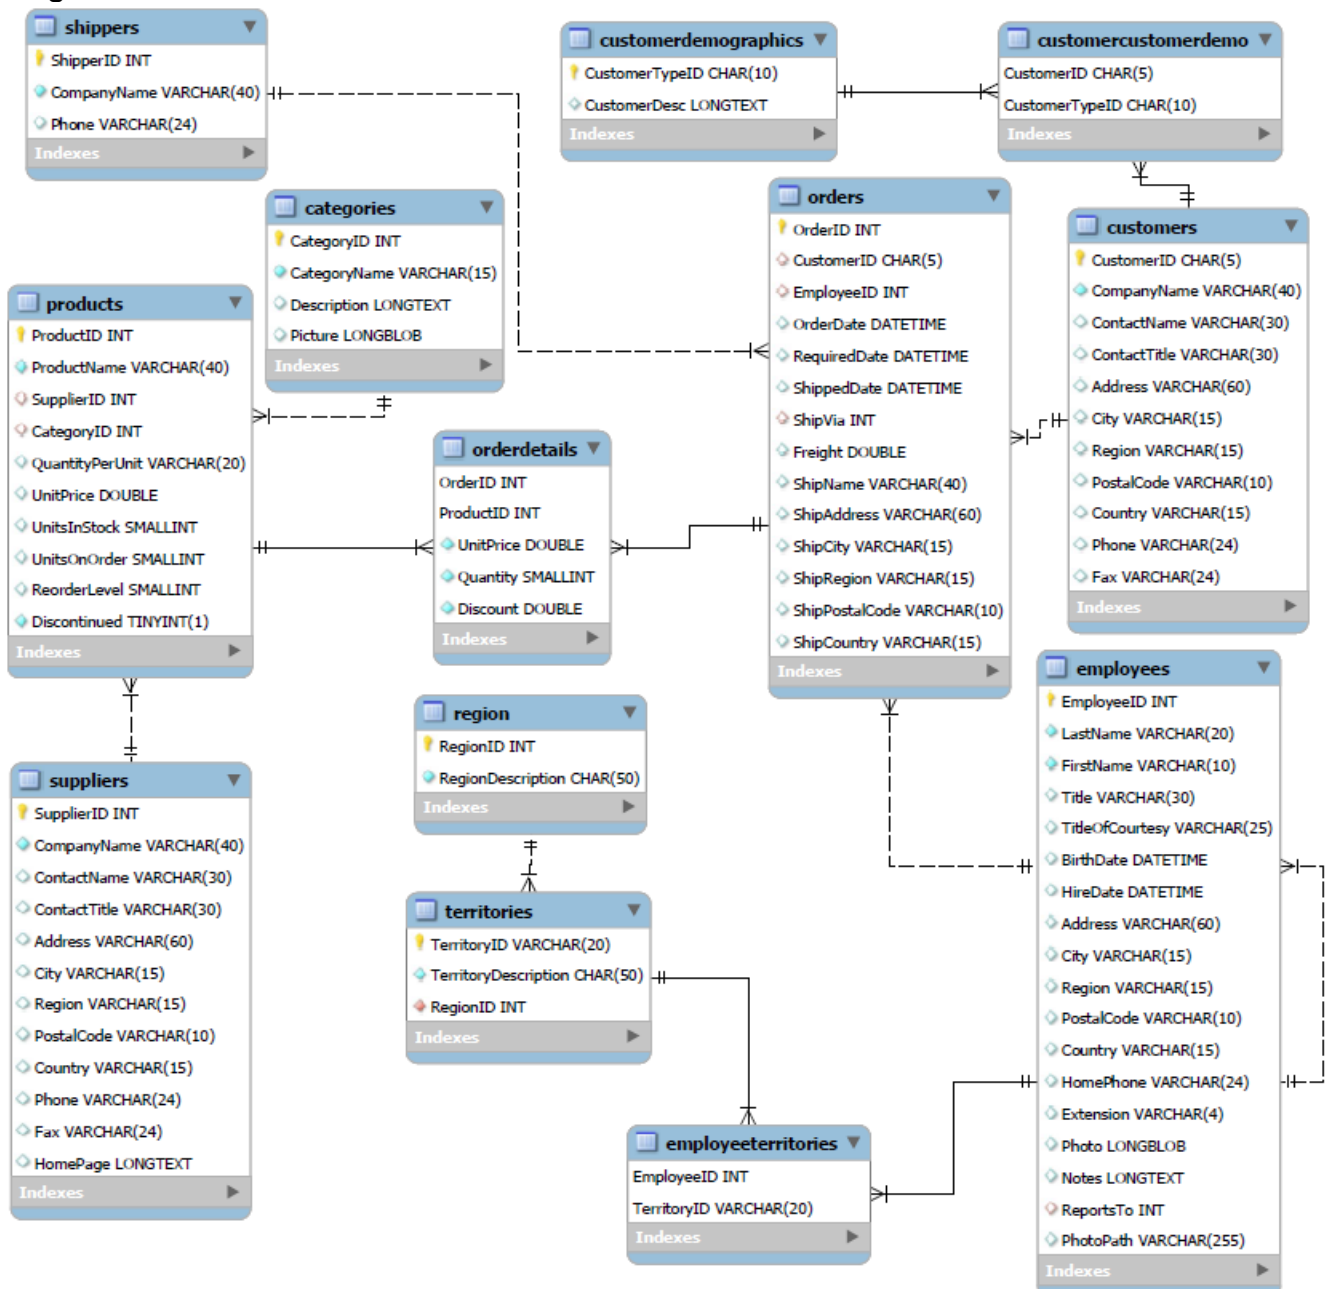 shippers
ShipperID INT
CompanyName VARCHAR(40)
Phone VARCHAR(24)
Indexes
customerdemographics
CustomerTypeID CHAR(10)
CustomerDesc LONGTEXT
Indexes
customercustomerdemo
CustomerID CHAR(5)
CustomerTypeID CHAR(10)
Indexes
categories
CategoryID INT
CategoryName VARCHAR(15)
Description LONGTEXT
Picture LONGBLOB
Indexes
orders
OrderID INT
CustomerID CHAR(5)
EmployeeID INT
OrderDate DATETIME
RequiredDate DATETIME
ShippedDate DATETIME
ShipVia INT
Freight DOUBLE
ShipName VARCHAR(40)
ShipAddress VARCHAR(60)
ShipCity VARCHAR(15)
ShipRegion VARCHAR(15)
ShipPostalCode VARCHAR(10)
ShipCountry VARCHAR(15)
Indexes
customers
CustomerID CHAR(5)
CompanyName VARCHAR(40)
ContactName VARCHAR(30)
ContactTitle VARCHAR(30)
Address VARCHAR(60)
City VARCHAR(15)
Region VARCHAR(15)
PostalCode VARCHAR(10)
Country VARCHAR(15)
Phone VARCHAR(24)
Fax VARCHAR(24)
Indexes
products
ProductID INT
ProductName VARCHAR(40)
SupplierID INT
CategoryID INT
QuantityPerUnit VARCHAR(20)
UnitPrice DOUBLE
UnitsInStock SMALLINT
UnitsOnOrder SMALLINT
ReorderLevel SMALLINT
Discontinued TINYINT(1)
Indexes
orderdetails
OrderID INT
ProductID INT
UnitPrice DOUBLE
Quantity SMALLINT
Discount DOUBLE
Indexes
employees
EmployeeID INT
LastName VARCHAR(20)
FirstName VARCHAR(10)
Title VARCHAR(30)
TitleOfCourtesy VARCHAR(25)
BirthDate DATETIME
HireDate DATETIME
Address VARCHAR(60)
City VARCHAR(15)
Region VARCHAR(15)
PostalCode VARCHAR(10)
Country VARCHAR(15)
HomePhone VARCHAR(24)
Extension VARCHAR(4)
Photo LONGBLOB
Notes LONGTEXT
ReportsTo INT
PhotoPath VARCHAR(255)
Indexes
region
RegionID INT
RegionDescription CHAR(50)
Indexes
suppliers
SupplierID INT
CompanyName VARCHAR(40)
ContactName VARCHAR(30)
ContactTitle VARCHAR(30)
Address VARCHAR(60)
City VARCHAR(15)
Region VARCHAR(15)
PostalCode VARCHAR(10)
Country VARCHAR(15)
Phone VARCHAR(24)
Fax VARCHAR(24)
HomePage LONGTEXT
Indexes
territories
TerritoryID VARCHAR(20)
TerritoryDescription CHAR(50)
RegionID INT
Indexes
employeeterritories
EmployeeID INT
TerritoryID VARCHAR(20)
Indexes